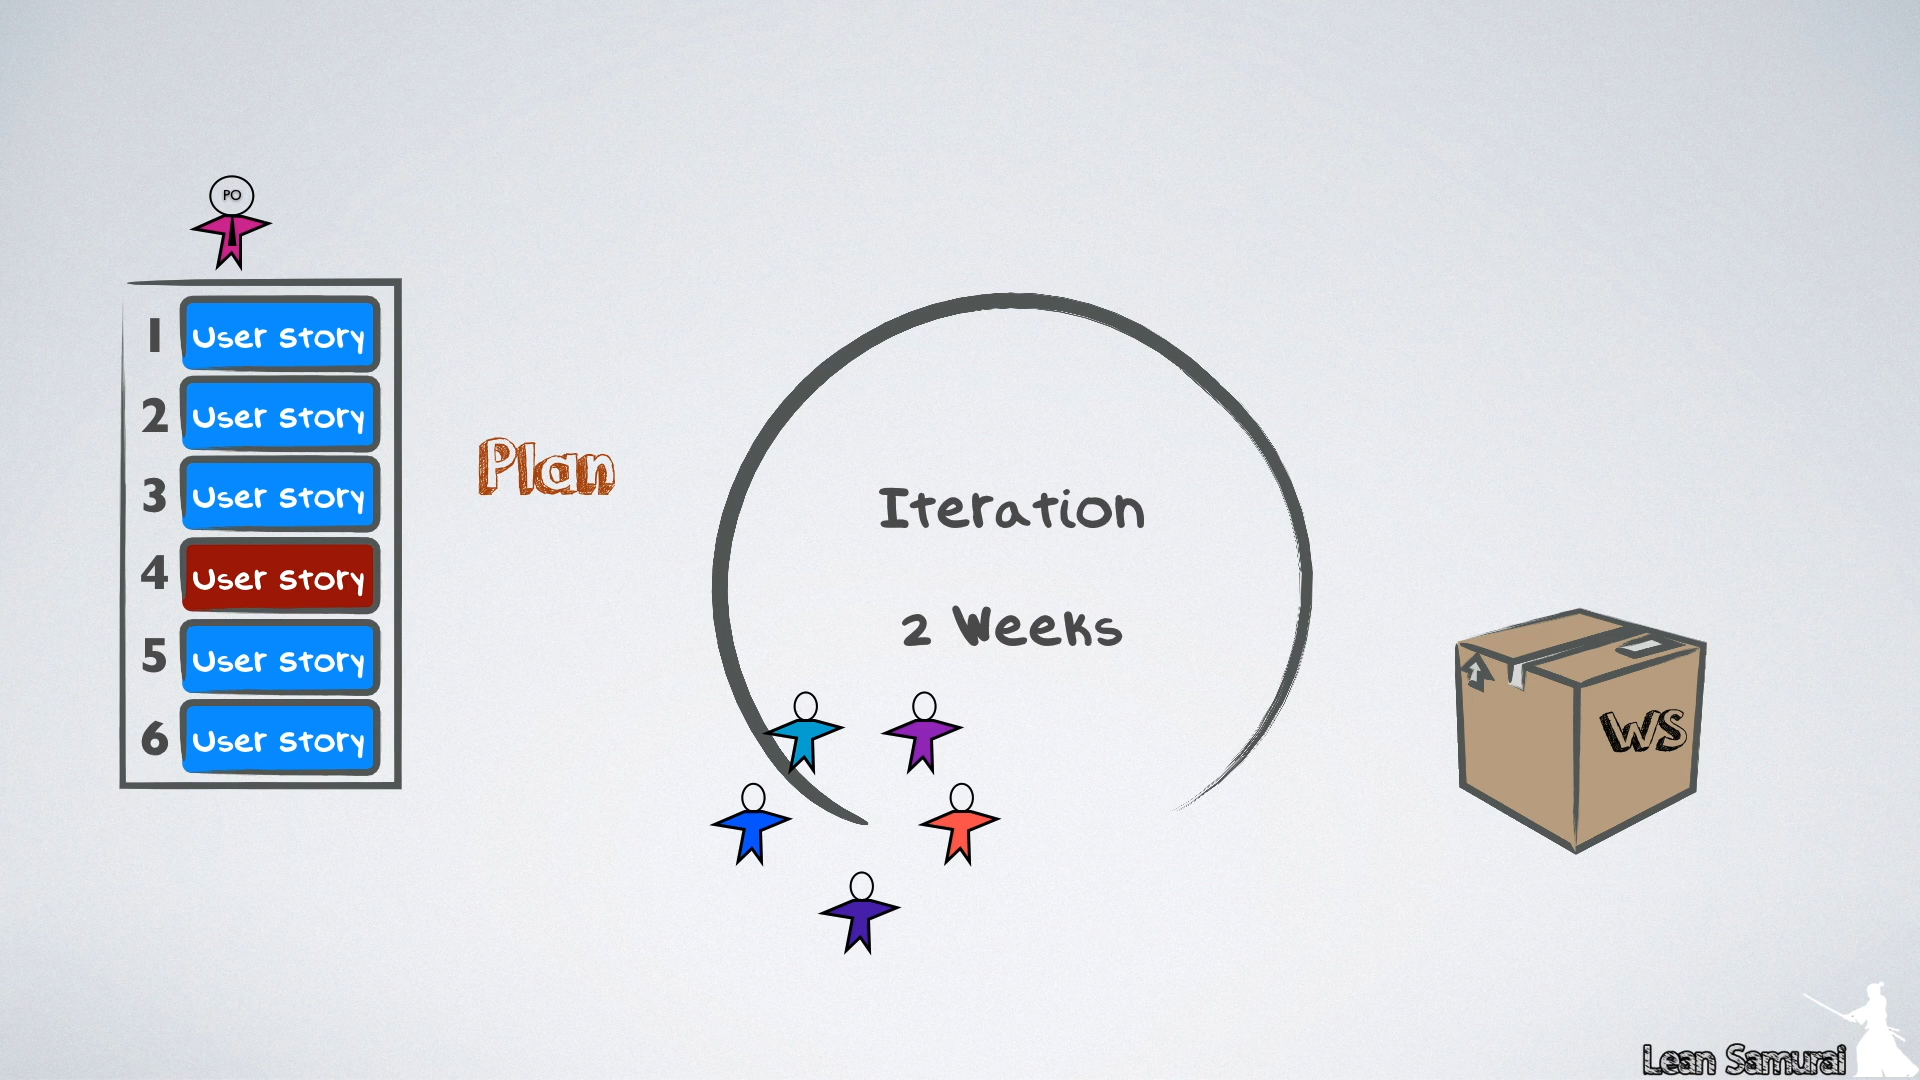 PO
1 User story
2 User story
3 User story
4 User story
5 User story
6 User story
Plan
Iteration
2 Weeks
WS
Lean Samurai